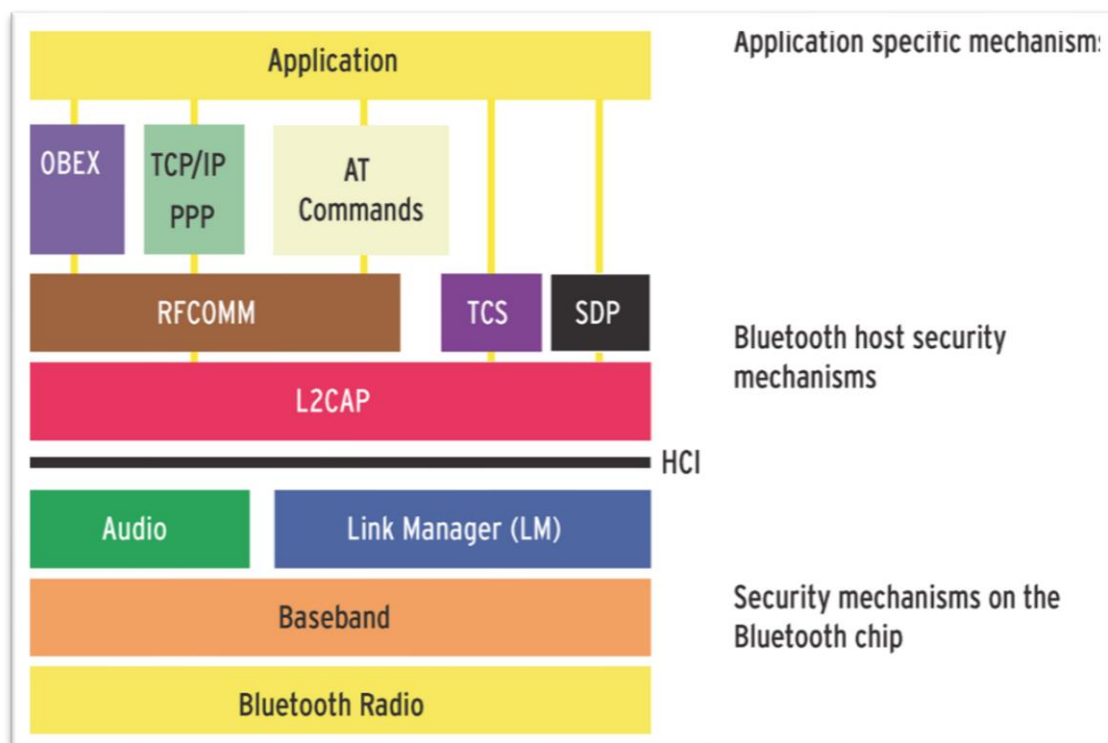 Application
Application specific mechanisms
OBEX
TCP/IP
PPP
AT
Commands
RFCOMM
TCS
SDP
Bluetooth host security
mechanisms
L2CAP
HCI
Audio
Link Manager (LM)
Baseband
Security mechanisms on the
Bluetooth chip
Bluetooth Radio